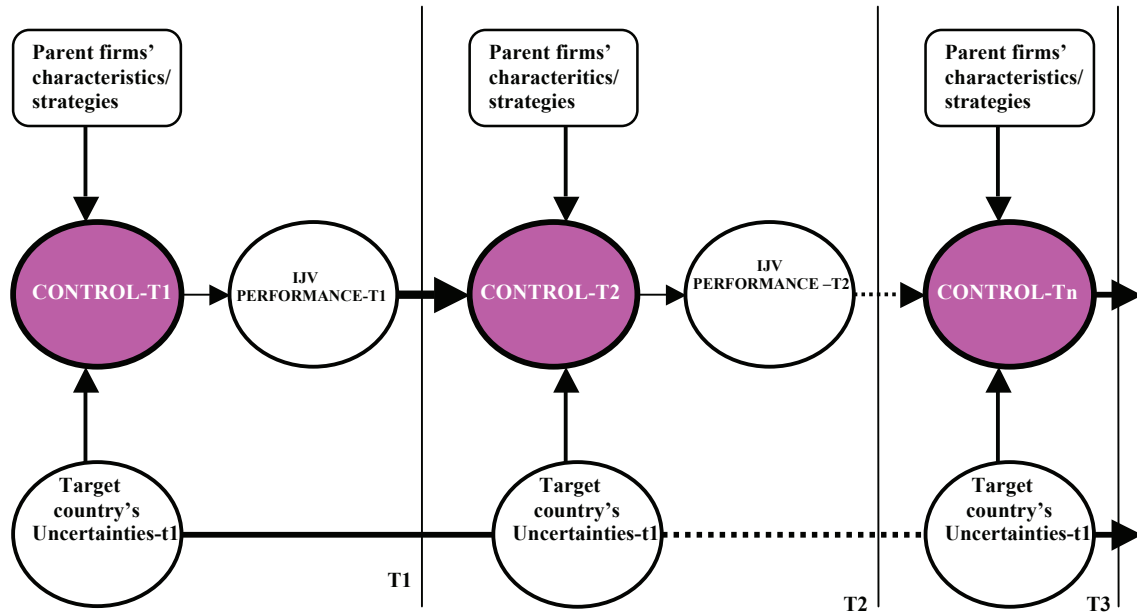 Parent firms’
characteristics/
strategies
Parent firms’
characteritics/
strategies
Parent firms’
characteristics/
strategies
CONTROL-T1
IJV
PERFORMANCE-T1
CONTROL-T2
IJV
PERFORMANCE –T2
CONTROL-Tn
Target
country’s
Uncertainties-t1
Target
country’s
Uncertainties-t1
Target
country’s
Uncertainties-t1
T1
T2
T3